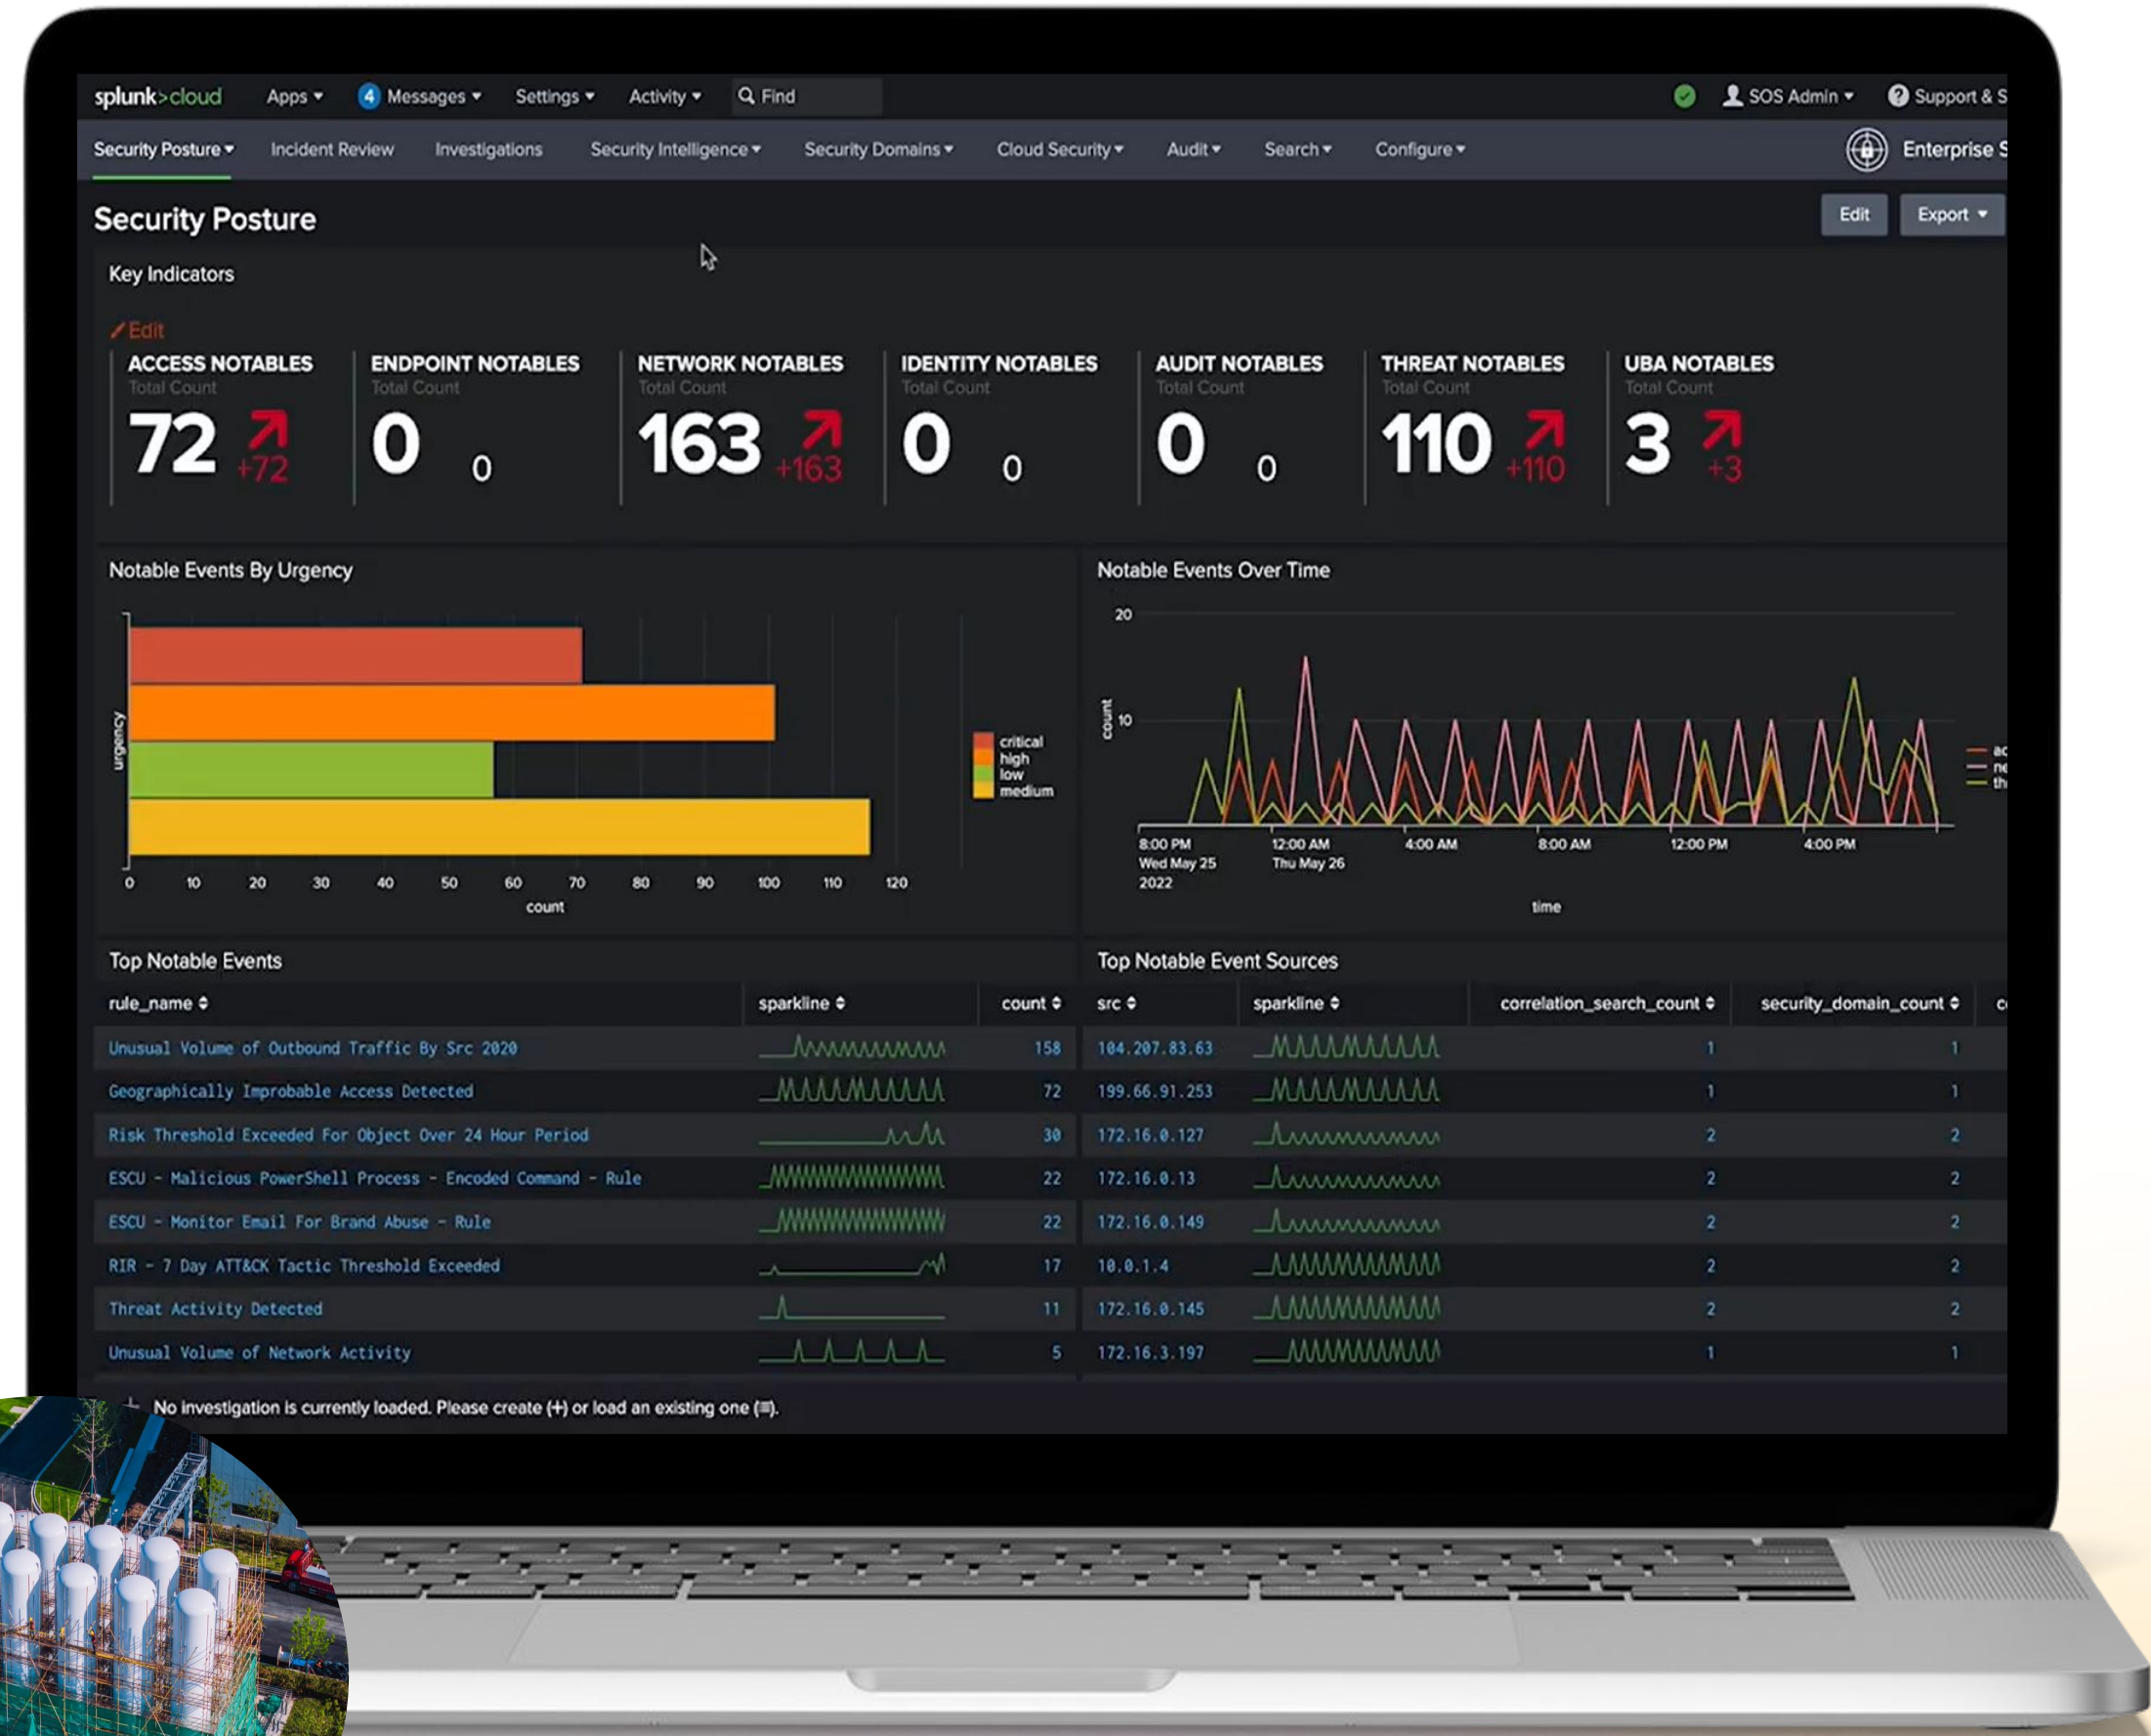 splunk>cloud Apps 4 Messages Settings Activity Find SOS Admin ? Support & S
Security Posture Incident Review Investigations Security Intelligence Security Domains Cloud Security Audit Search Configure Enterprise S
Security Posture Edit Export
Key Indicators
Edit
ACCESS NOTABLES ENDPOINT NOTABLES NETWORK NOTABLES IDENTITY NOTABLES AUDIT NOTABLES THREAT NOTABLES UBA NOTABLES
Total Count Total Count Total Count Total Count Total Count Total Count Total Count
72 +72 0 0 163 +163 0 0 0 0 110 +110 3 +3
Notable Events By Urgency
urgency
critical
high
low
medium
0 10 20 30 40 50 60 70 80 90 100 110 120
count
Notable Events Over Time
20
count
10
ac
ne
th
8:00 PM 12:00 AM 4:00 AM 8:00 AM 12:00 PM 4:00 PM
Wed May 25 Thu May 26
2022
time
Top Notable Events
rule_name sparkline count
Unusual Volume of Outbound Traffic By Src 2020 158
Geographically Improbable Access Detected 72
Risk Threshold Exceeded For Object Over 24 Hour Period 30
ESCU - Malicious PowerShell Process - Encoded Command - Rule 22
ESCU - Monitor Email For Brand Abuse - Rule 22
RIR - 7 Day ATT&CK Tactic Threshold Exceeded 17
Threat Activity Detected 11
Unusual Volume of Network Activity 5
Top Notable Event Sources
src sparkline correlation_search_count security_domain_count c
104.207.83.63 1 1
199.66.91.253 1 1
172.16.0.127 2 2
172.16.0.13 2 2
172.16.0.149 2 2
10.0.1.4 2 2
172.16.0.145 2 2
172.16.3.197 1 1
No investigation is currently loaded. Please create (+) or load an existing one (≡).